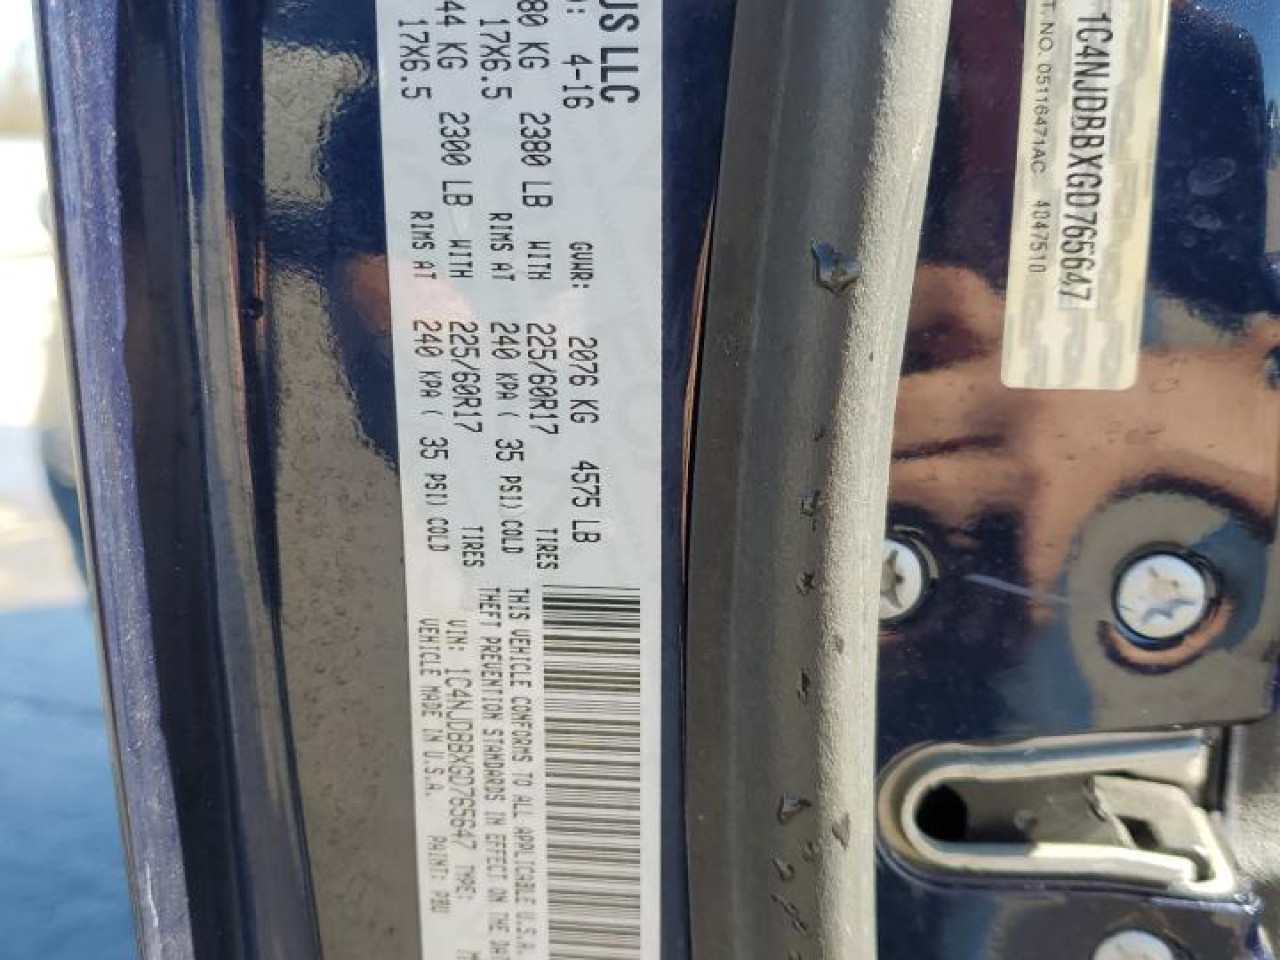 US LLC
: 4-16
GVWR: 2076 KG 4575 LB
80 KG 2380 LB WITH 225/60R17 TIRES
17X6.5 RIMS AT 240 KPA ( 35 PSI) COLD
44 KG 2300 LB WITH 225/60R17 TIRES
17X6.5 RIMS AT 240 KPA ( 35 PSI) COLD
THIS VEHICLE CONFORMS TO ALL APPLICABLE U.S.A.
THEFT PREVENTION STANDARDS IN EFFECT ON THE DAT
VIN: 1C4NJDBBXGD765647 TYPE:
VEHICLE MADE IN U.S.A. PAINT: PBU
1C4NJDBBXGD765647
T. NO. 05116471AC 4047510